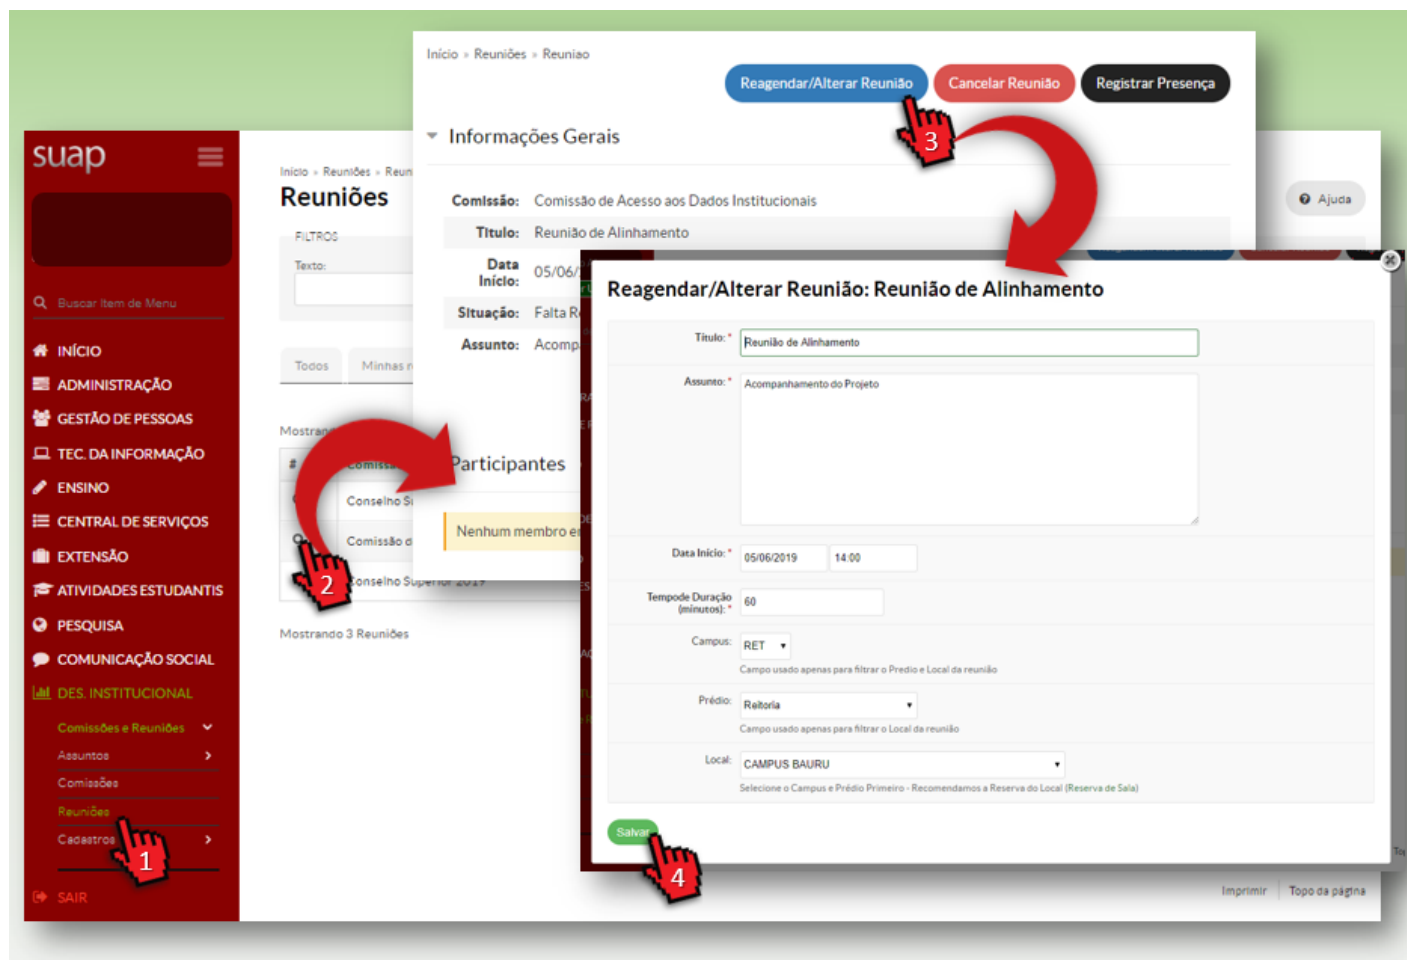 suap
Buscar Item de Menu
INÍCIO
ADMINISTRAÇÃO
GESTÃO DE PESSOAS
TEC. DA INFORMAÇÃO
ENSINO
CENTRAL DE SERVIÇOS
EXTENSÃO
ATIVIDADES ESTUDANTIS
PESQUISA
COMUNICAÇÃO SOCIAL
DES. INSTITUCIONAL
Comissões e Reuniões
Assuntos
Comissões
Reuniões
Cadastros
1
SAIR
Início » Reuniões » Reun
Reuniões
Ajuda
FILTROS
Texto:
Todos
Minhas r
Mostrando
#
Comissã
Conselho Su
Comissão d
Conselho Superior 2019
2
Mostrando 3 Reuniões
Imprimir
Topo da página
Início » Reuniões » Reuniao
Reagendar/Alterar Reunião
Cancelar Reunião
Registrar Presença
3
Informações Gerais
Comissão: Comissão de Acesso aos Dados Institucionais
Título: Reunião de Alinhamento
Data
Início: 05/06/
Situação: Falta R
Assunto: Acomp
Participantes
Nenhum membro e
Reagendar/Alterar Reunião: Reunião de Alinhamento
Título: * Reunião de Alinhamento
Assunto: * Acompanhamento do Projeto
Data Inicio: * 05/06/2019 14:00
Tempode Duração
(minutos): * 60
Campus: RET
Campo usado apenas para filtrar o Predio e Local da reunião
Prédio: Reitoria
Campo usado apenas para filtrar o Local da reunião
Local: CAMPUS BAURU
Selecione o Campus e Prédio Primeiro - Recomendamos a Reserva do Local (Reserva de Sala)
Salvar
4